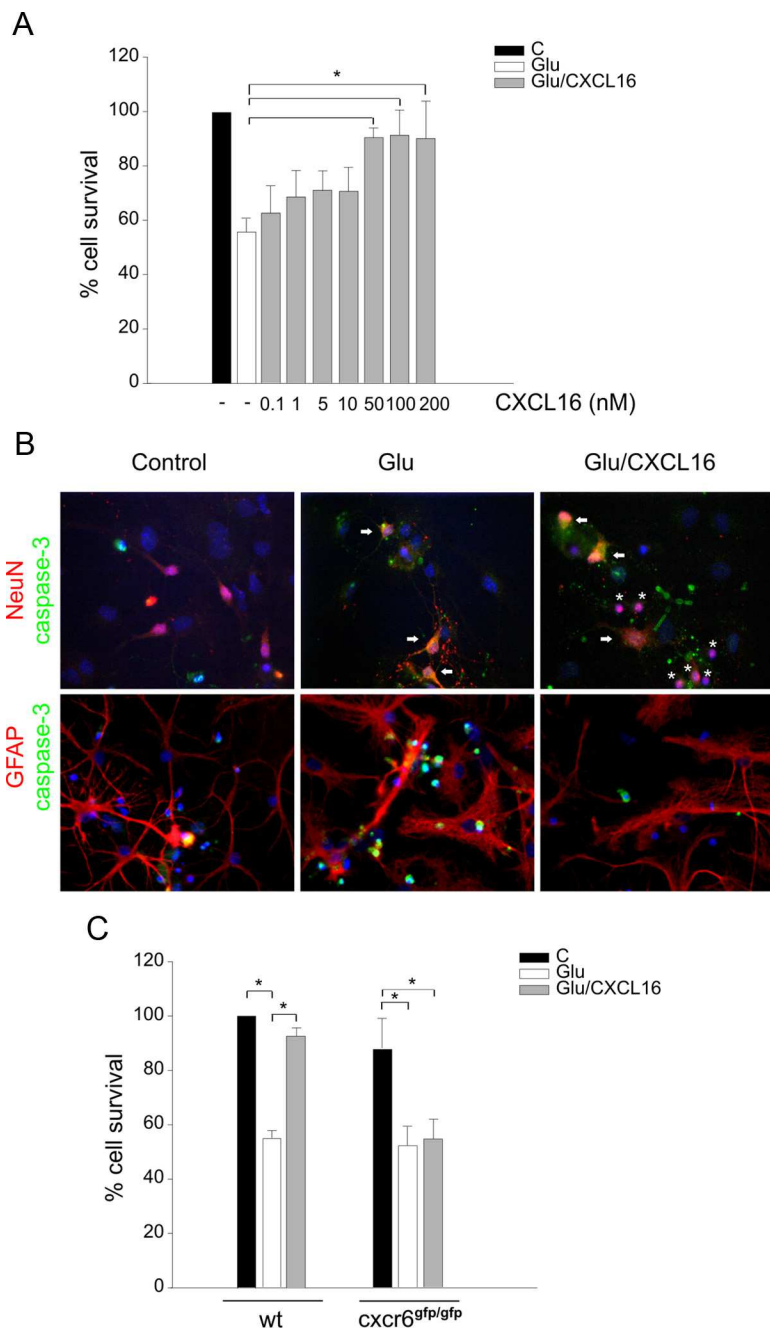 A
120
100
80
60
40
20
0
% cell survival
*
C
Glu
Glu/CXCL16
- - 0.1 1 5 10 50 100 200 CXCL16 (nM)
B
Control Glu Glu/CXCL16
NeuN
caspase-3
* *
*
* * *
*
GFAP
caspase-3
C
120
100
80
60
40
20
0
% cell survival
* * * *
C
Glu
Glu/CXCL16
wt cxcr6gfp/gfp